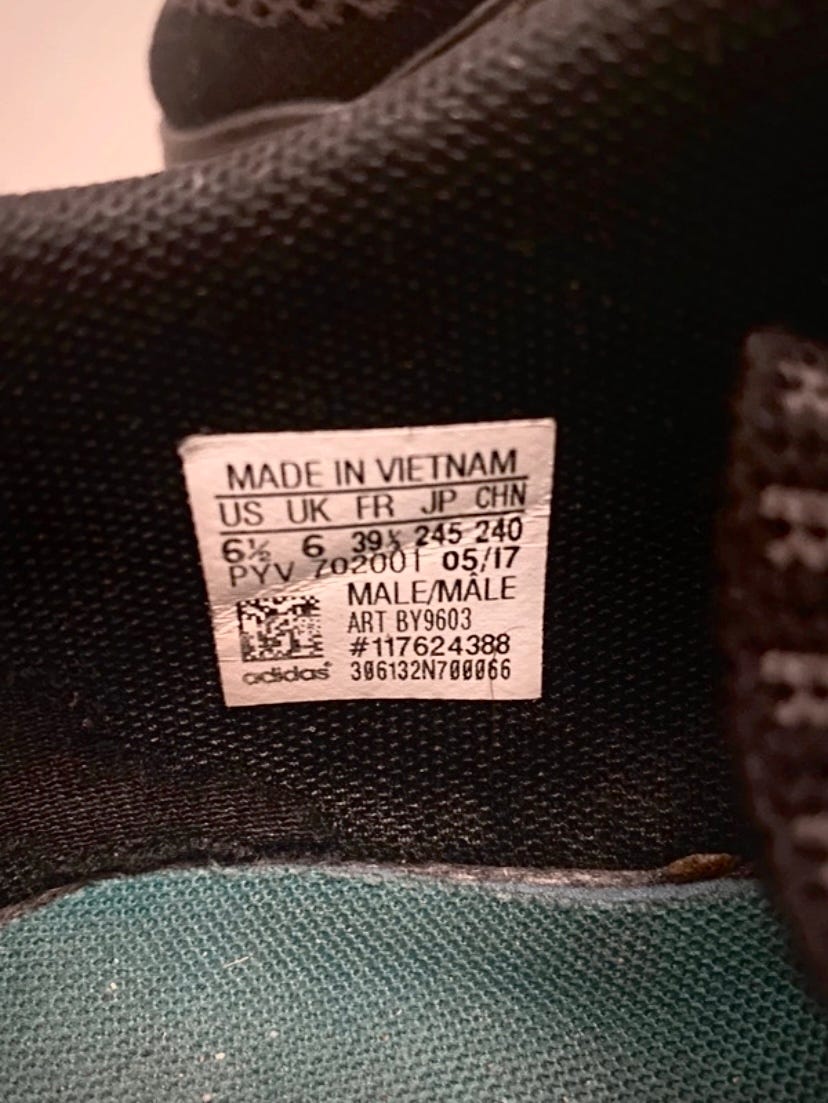 MADE IN VIETNAM
US UK FR JP CHN
6½ 6 39⅓ 245 240
PYV 702001 05/17
MALE/MÂLE
ART BY9603
#117624388
adidas® 306132N700066